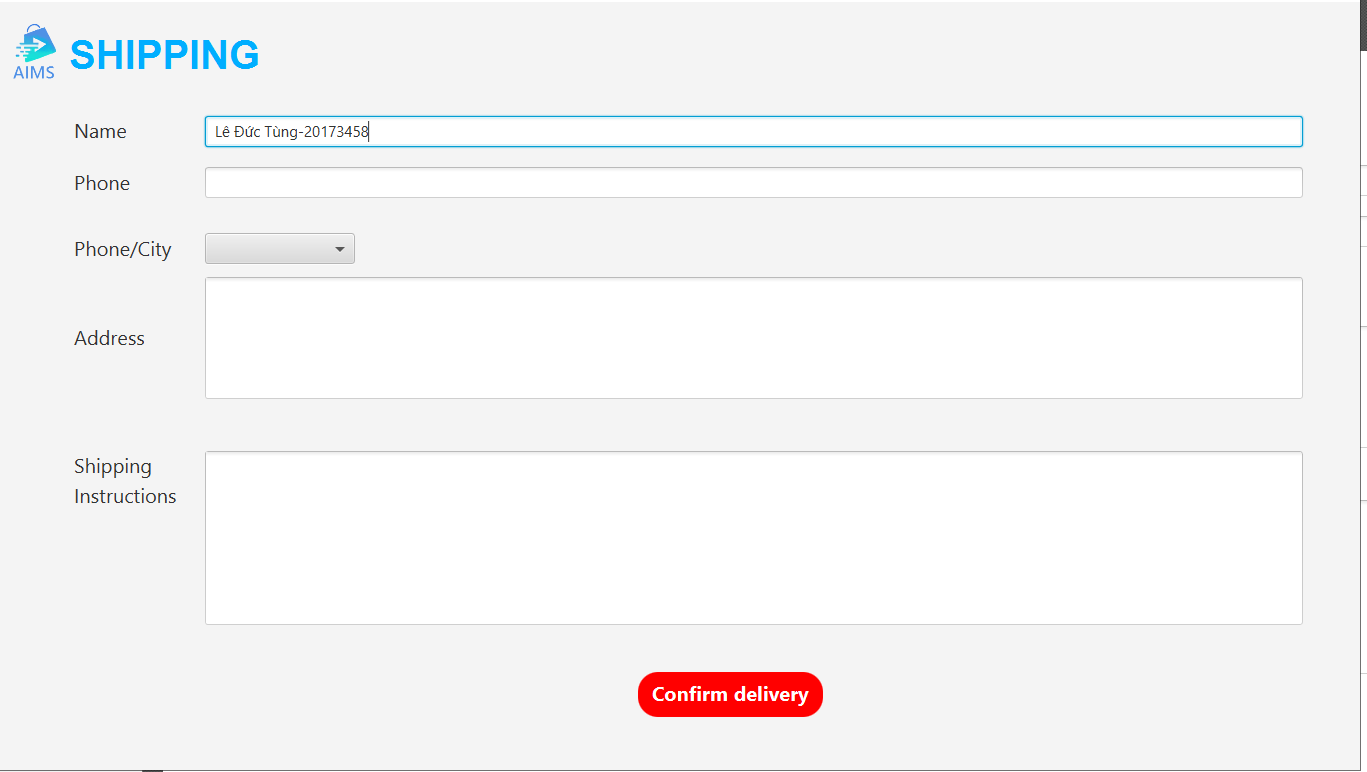 AIMS
SHIPPING
Name
Lê Đức Tùng-20173458
Phone
Phone/City
Address
Shipping
Instructions
Confirm delivery